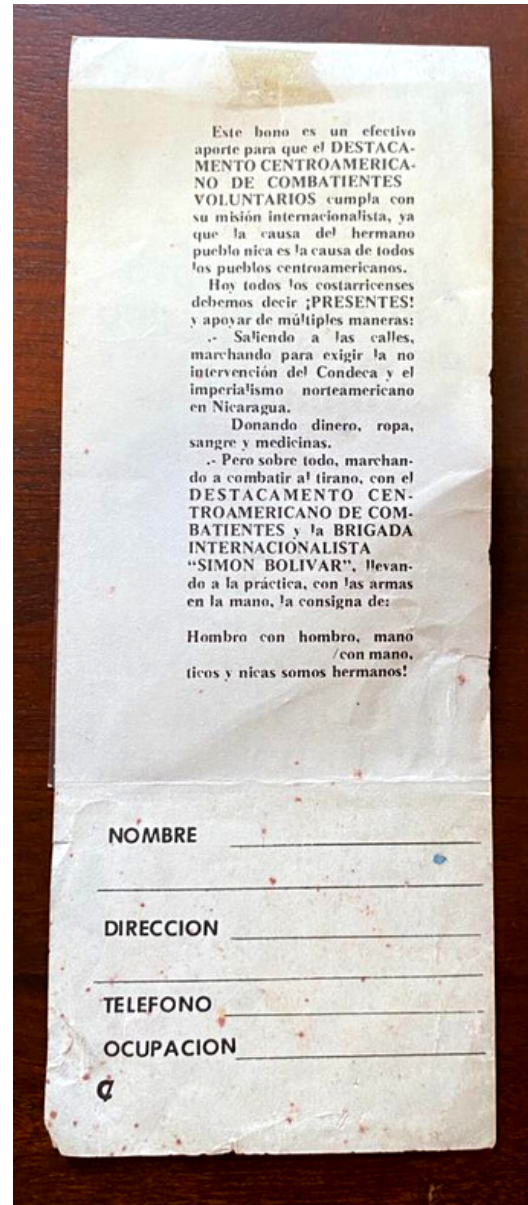 Este bono es un efectivo
aporte para que el DESTACA-
MENTO CENTROAMERICA-
NO DE COMBATIENTES
VOLUNTARIOS cumpla con
su misión internacionalista, ya
que la causa del hermano
pueblo nica es la causa de todos
los pueblos centroamericanos.
Hoy todos los costarricenses
debemos decir ¡PRESENTES!
y apoyar de múltiples maneras:
.- Saliendo a las calles,
marchando para exigir la no
intervención del Condeca y el
imperialismo norteamericano
en Nicaragua.
Donando dinero, ropa,
sangre y medicinas.
.- Pero sobre todo, marchan-
do a combatir al tirano, con el
DESTACAMENTO CEN-
TROAMERICANO DE COM-
BATIENTES y la BRIGADA
INTERNACIONALISTA
“SIMON BOLIVAR”, llevan-
do a la práctica, con las armas
en la mano, la consigna de:
Hombro con hombro, mano
/con mano,
ticos y nicas somos hermanos!
NOMBRE
DIRECCION
TELEFONO
OCUPACION
₡